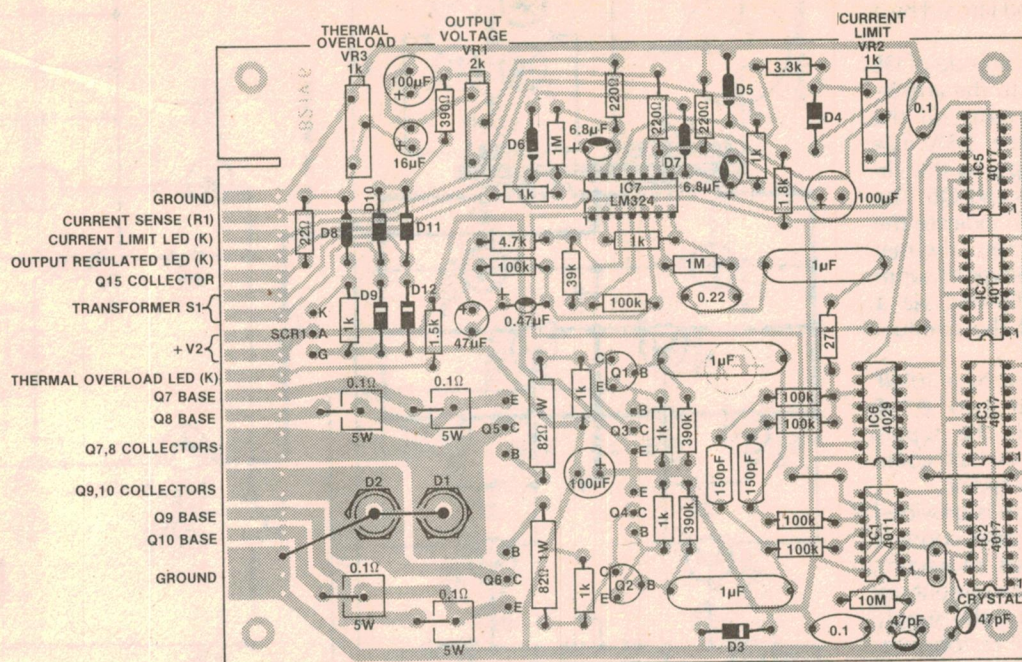 THERMAL OVERLOAD VR3 1k
OUTPUT VOLTAGE VR1 2k
CURRENT LIMIT VR2 1k
82iv6
100µF
+
390Ω
16µF
+
D6
6.8µF
+
1M
220Ω
220Ω
220Ω
D7
D5
3.3k
D4
0.1
6.8µF
+
1k
1.8K
100µF
+
IC5 4017
1
GROUND
CURRENT SENSE (R1)
CURRENT LIMIT LED (K)
OUTPUT REGULATED LED (K)
Q15 COLLECTOR
TRANSFORMER S1
+ V2
THERMAL OVERLOAD LED (K)
Q7 BASE
Q8 BASE
Q7,8 COLLECTORS
Q9,10 COLLECTORS
Q9 BASE
Q10 BASE
GROUND
22Ω
D8
D10
D11
1k
IC7
LM324
4.7k
100k
39k
1k
1M
100k
0.22
1µF
IC4 4017
1
K
SCR1 A
G
1k
D9
D12
1.5k
47µF
+
0.47µF
+
27k
0.1Ω
5W
0.1Ω
5W
E
Q5 C
B
82Ω 1W
1k
C
Q1 B
E
1µF
B
Q3 C
E
1k
390k
100k
100k
IC6 4029
1
IC3 4017
1
100µF
+
150pF
150pF
D2
D1
E
Q4 C
B
1k
390k
100k
100k
IC1 4011
1
IC2 4017
1
B
Q6 C
E
82Ω 1W
1k
C
Q2 B
E
1µF
0.1Ω
5W
0.1Ω
5W
D3
0.1
10M
47pF
47pF
CRYSTAL